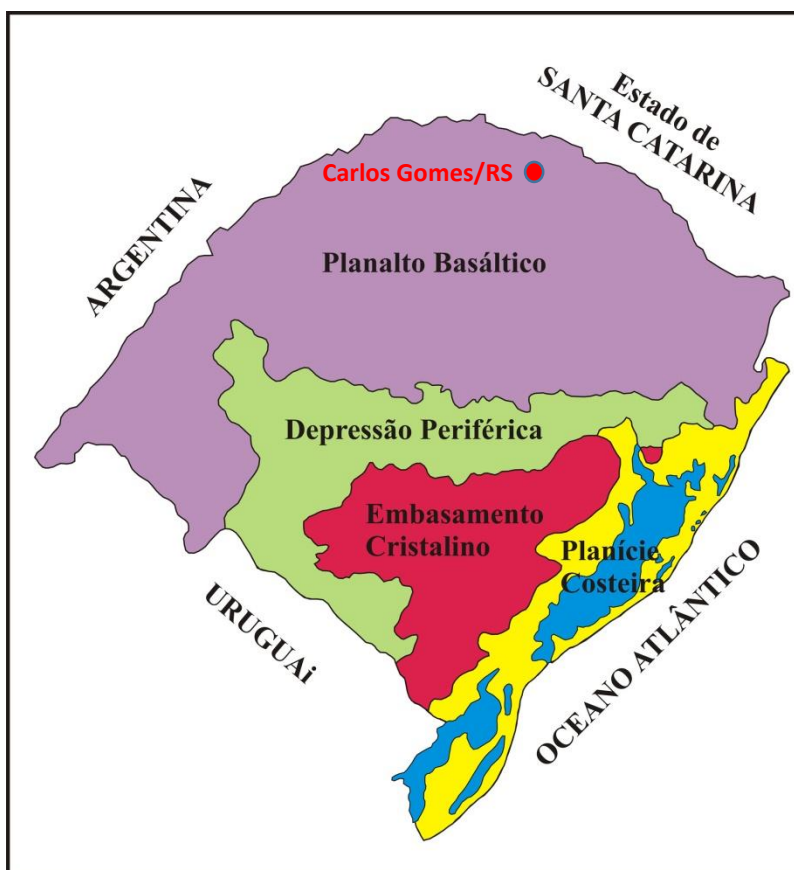 Estado de
SANTA CATARINA
Carlos Gomes/RS
ARGENTINA
Planalto Basáltico
Depressão Periférica
Embasamento
Cristalino
Planície
Costeira
URUGUAi
OCEANO ATLÂNTICO